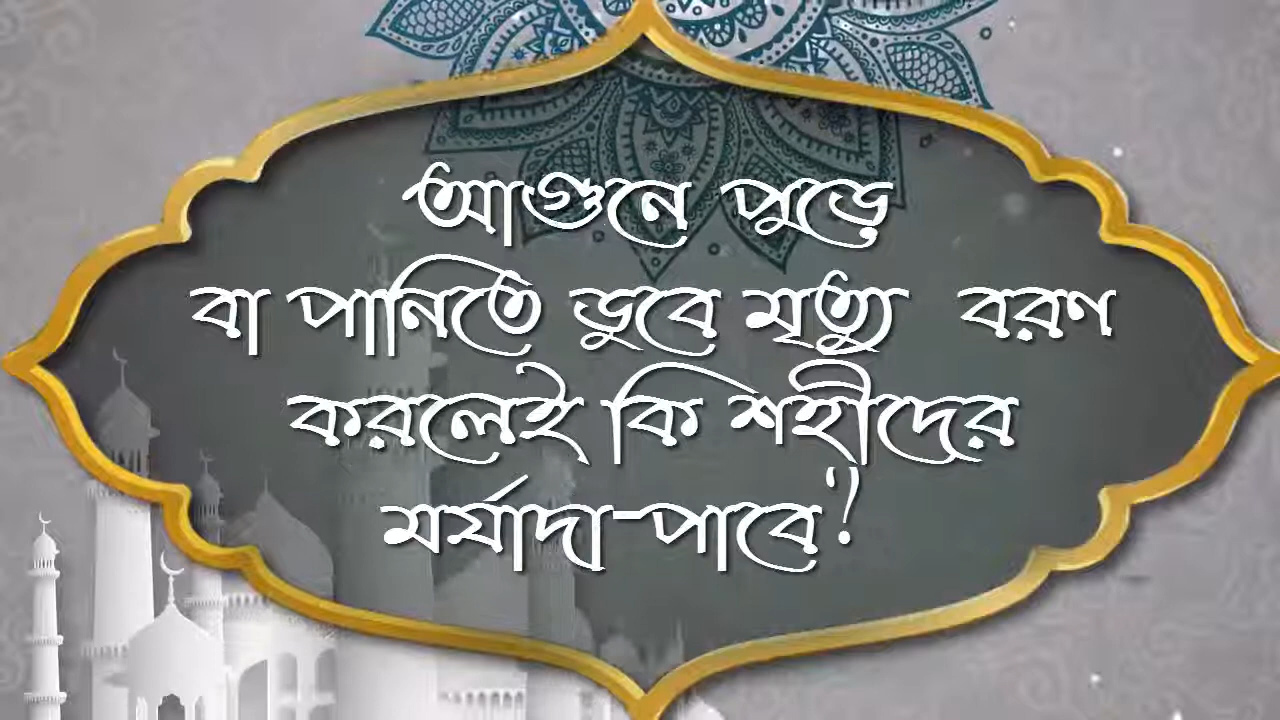 আগুনে পুড়ে
বা পানিতে ডুবে মৃত্যু বরণ
করলেই কি শহীদের
মর্যাদা-পাবে?